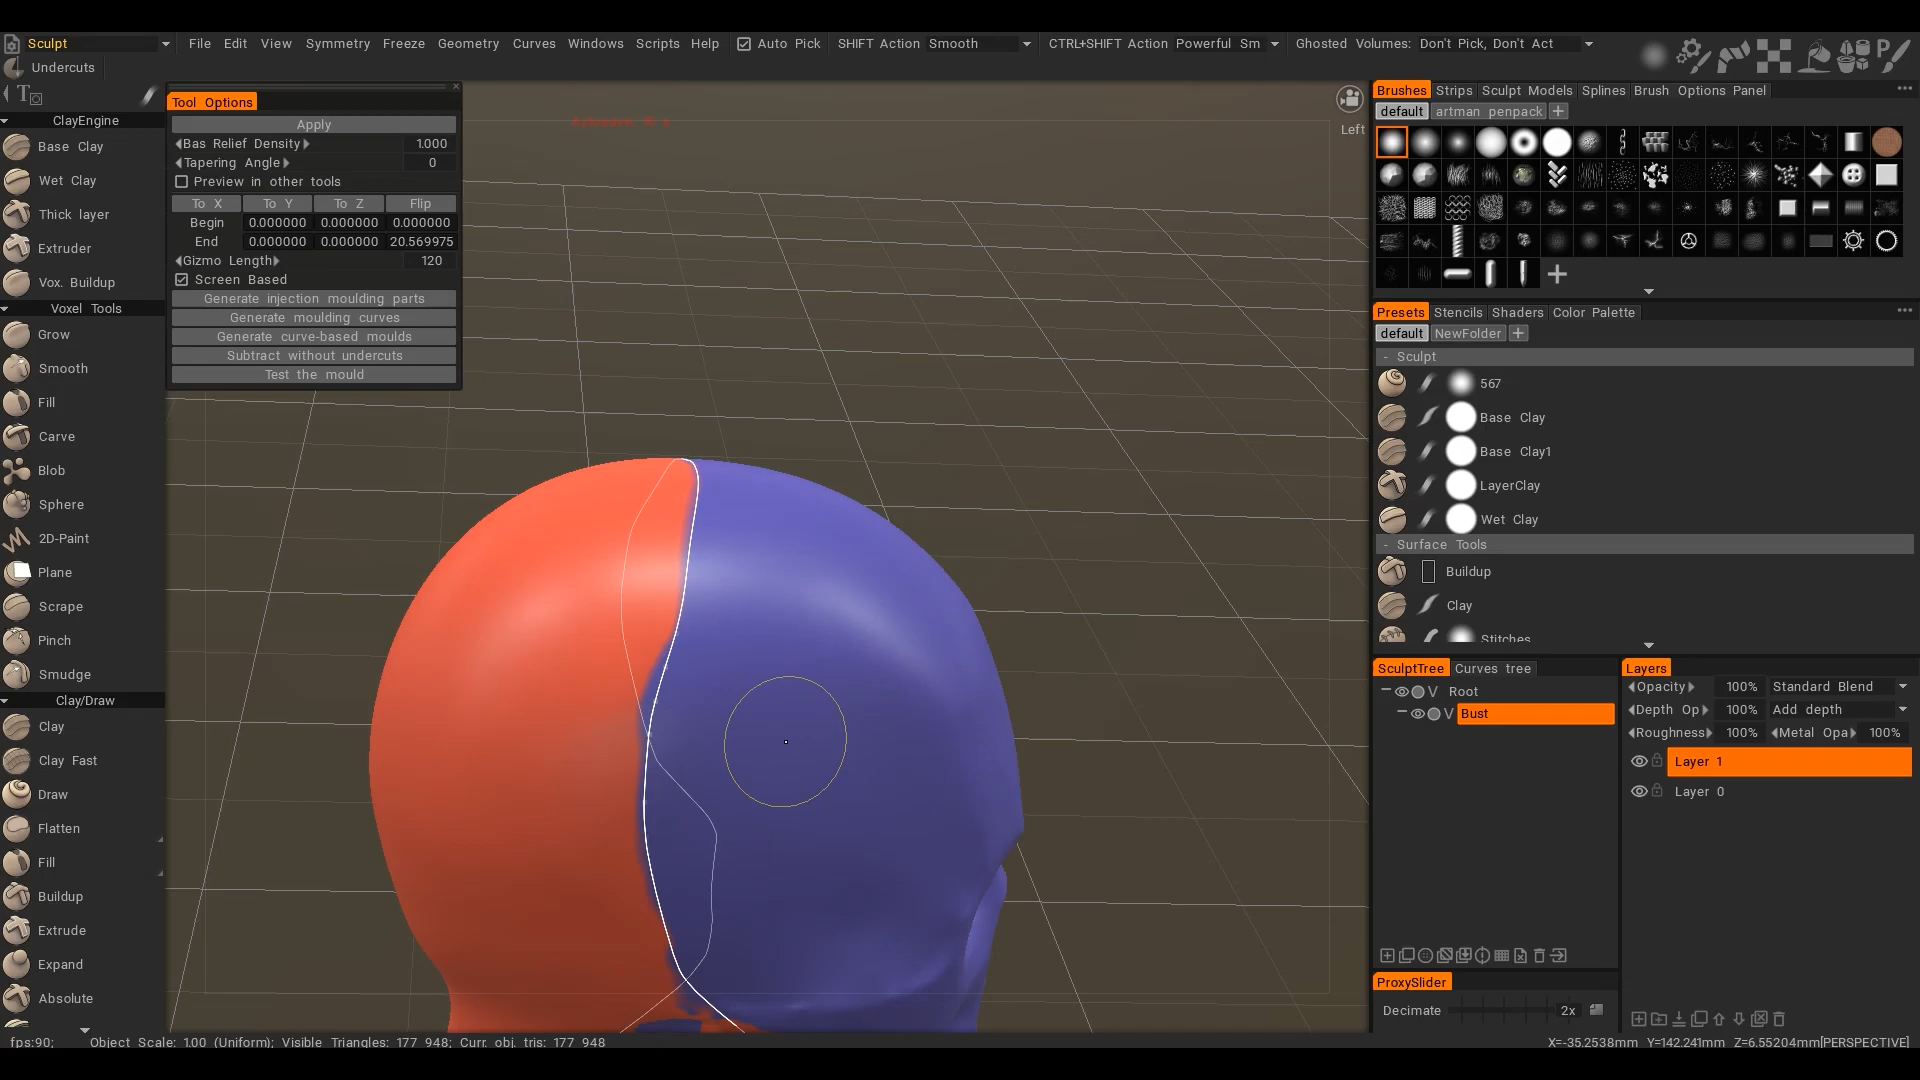 Sculpt
File Edit View Symmetry Freeze Geometry Curves Windows Scripts Help Auto Pick SHIFT Action Smooth CTRL+SHIFT Action Powerful Sm Ghosted Volumes: Don't Pick, Don't Act
Undercuts
ClayEngine
Base Clay
Wet Clay
Thick layer
Extruder
Vox. Buildup
Voxel Tools
Grow
Smooth
Fill
Carve
Blob
Sphere
2D-Paint
Plane
Scrape
Pinch
Smudge
Clay/Draw
Clay
Clay Fast
Draw
Flatten
Fill
Buildup
Extrude
Expand
Absolute
Tool Options
Apply
Bas Relief Density 1.000
Tapering Angle 0
Preview in other tools
To X To Y To Z Flip
Begin 0.000000 0.000000 0.000000
End 0.000000 0.000000 20.569975
Gizmo Length 120
Screen Based
Generate injection moulding parts
Generate moulding curves
Generate curve-based moulds
Subtract without undercuts
Test the mould
Left
Brushes Strips Sculpt Models Splines Brush Options Panel
default artman penpack +
Presets Stencils Shaders Color Palette
default NewFolder +
- Sculpt
567
Base Clay
Base Clay1
LayerClay
Wet Clay
- Surface Tools
Buildup
Clay
Stitches
SculptTree Curves tree
V Root
V Bust
ProxySlider
Decimate 2x
Layers
Opacity 100% Standard Blend
Depth Op 100% Add depth
Roughness 100% Metal Opa 100%
Layer 1
Layer 0
fps:90; Object Scale: 1.00 (Uniform); Visible Triangles: 177 948; Curr. obj. tris: 177 948
X=-35.2538mm Y=142.241mm Z=6.55204mm[PERSPECTIVE]